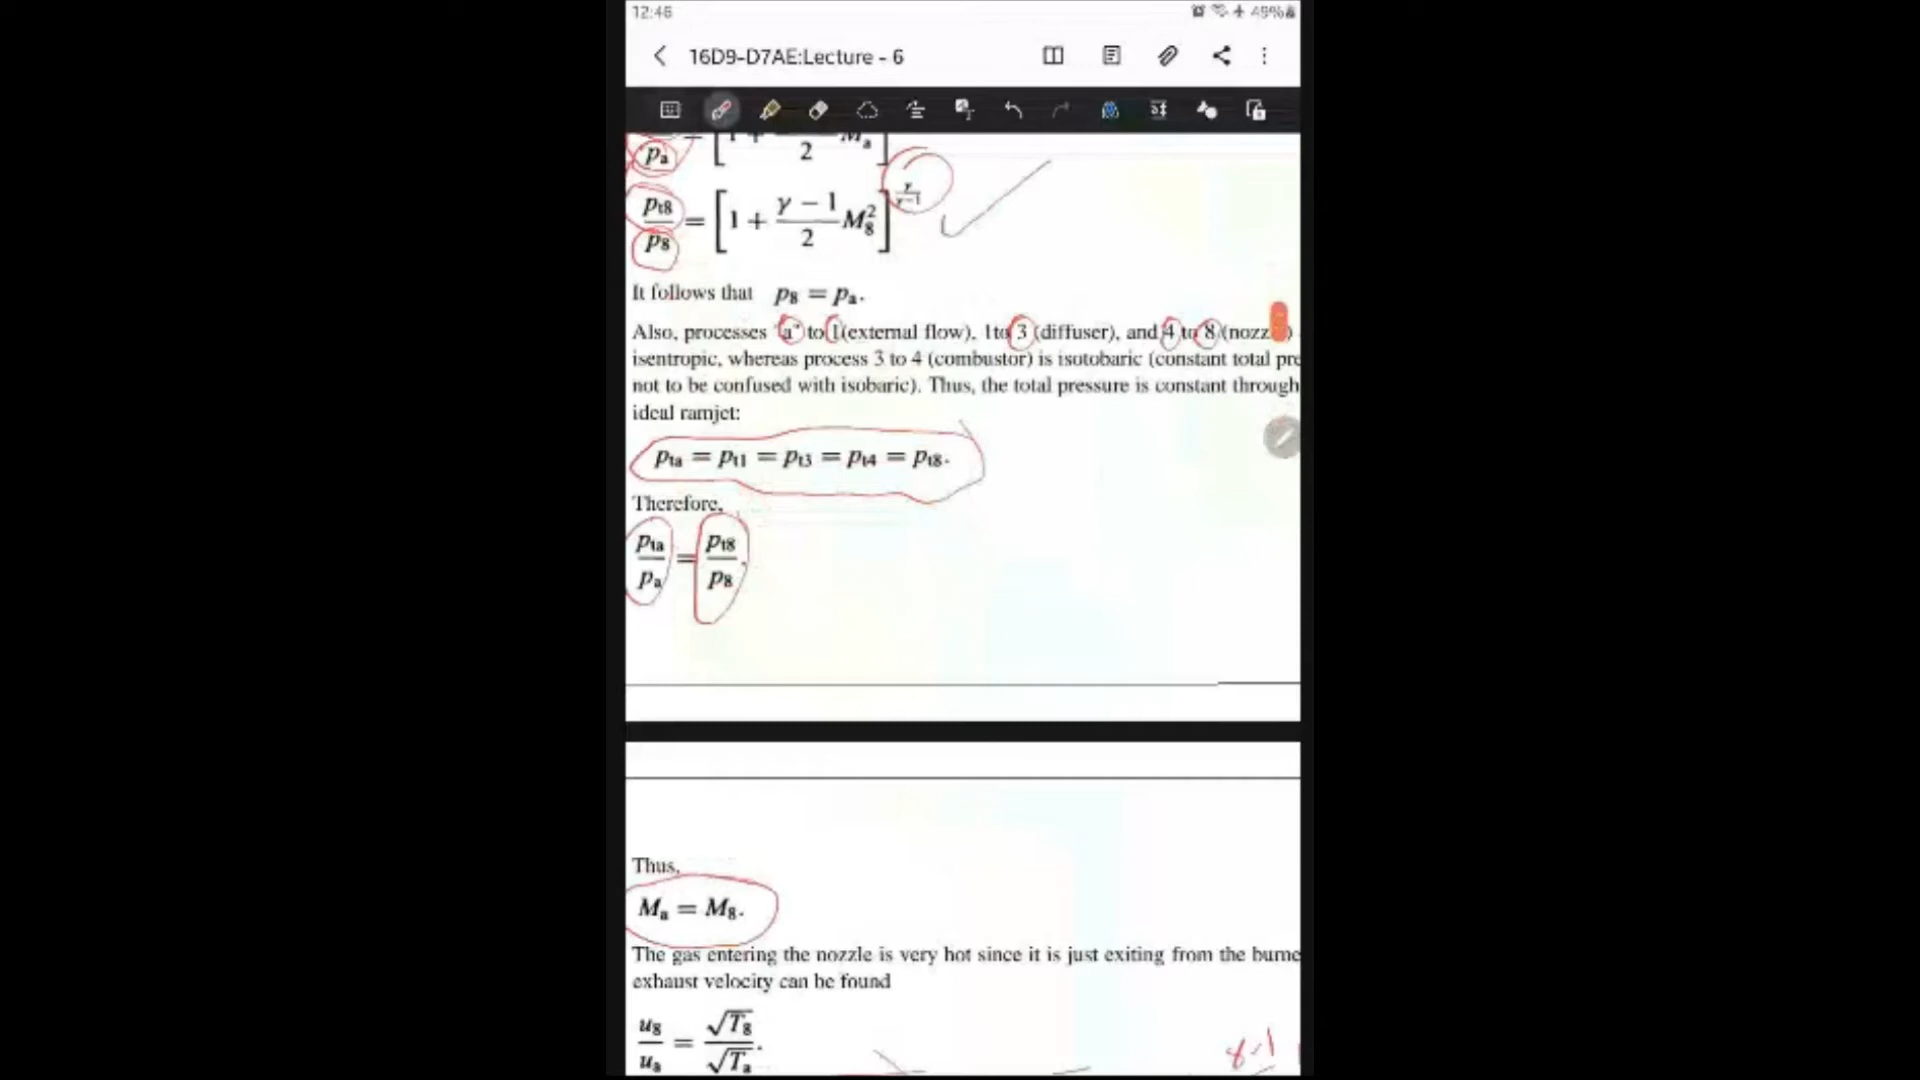 12:46
49%
16D9-D7AE:Lecture - 6
pa = [1 + 2 Ma]
pt8/p8 = [1 + γ − 1/2 M8²]^γ/γ−1
It follows that p8 = pa.
Also, processes "a" to 1 (external flow), 1 to 3 (diffuser), and 4 to 8 (nozz
isentropic, whereas process 3 to 4 (combustor) is isotobaric (constant total pre
not to be confused with isobaric). Thus, the total pressure is constant through
ideal ramjet:
pta = pt1 = pt3 = pt4 = pt8.
Therefore,
pta/pa = pt8/p8.
Thus,
Ma = M8.
The gas entering the nozzle is very hot since it is just exiting from the burne
exhaust velocity can be found
u8/ua = √T8/√Ta.